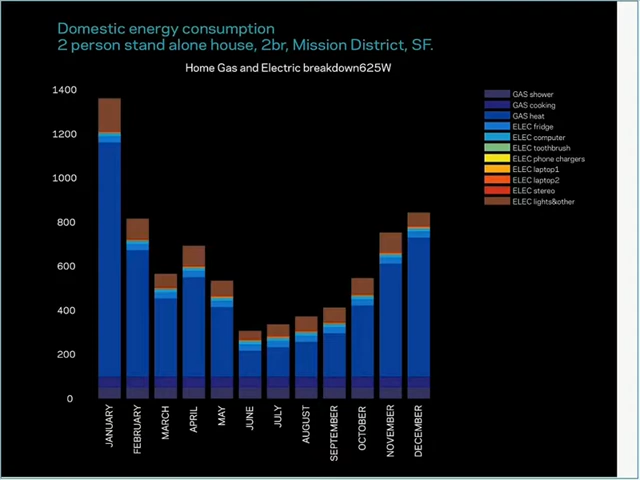 Domestic energy consumption
2 person stand alone house, 2br, Mission District, SF.
Home Gas and Electric breakdown625W
1400
1200
1000
800
600
400
200
0
JANUARY
FEBRUARY
MARCH
APRIL
MAY
JUNE
JULY
AUGUST
SEPTEMBER
OCTOBER
NOVEMBER
DECEMBER
GAS shower
GAS cooking
GAS heat
ELEC fridge
ELEC computer
ELEC toothbrush
ELEC phone chargers
ELEC laptop1
ELEC laptop2
ELEC stereo
ELEC lights&other